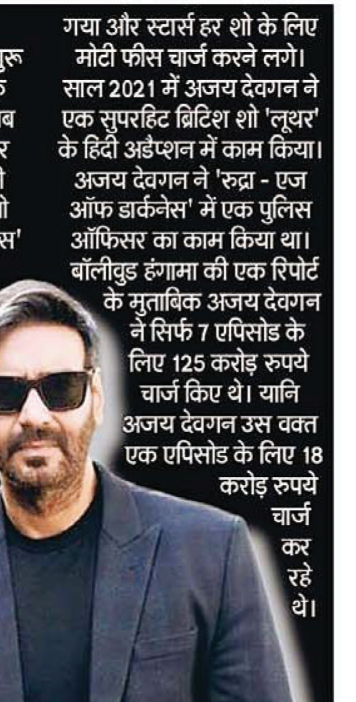 गया और स्टार्स हर शो के लिए
मोटी फीस चार्ज करने लगे।
साल 2021 में अजय देवगन ने
एक सुपरहिट ब्रिटिश शो 'लूथर'
के हिदी अडैप्शन में काम किया।
अजय देवगन ने 'रुद्रा - एज
ऑफ डार्कनेस' में एक पुलिस
ऑफिसर का काम किया था।
बॉलीवुड हंगामा की एक रिपोर्ट
के मुताबिक अजय देवगन
ने सिर्फ 7 एपिसोड के
लिए 125 करोड़ रुपये
चार्ज किए थे। यानि
अजय देवगन उस वक्त
एक एपिसोड के लिए 18
करोड़ रुपये
चार्ज
कर
रहे
थे।